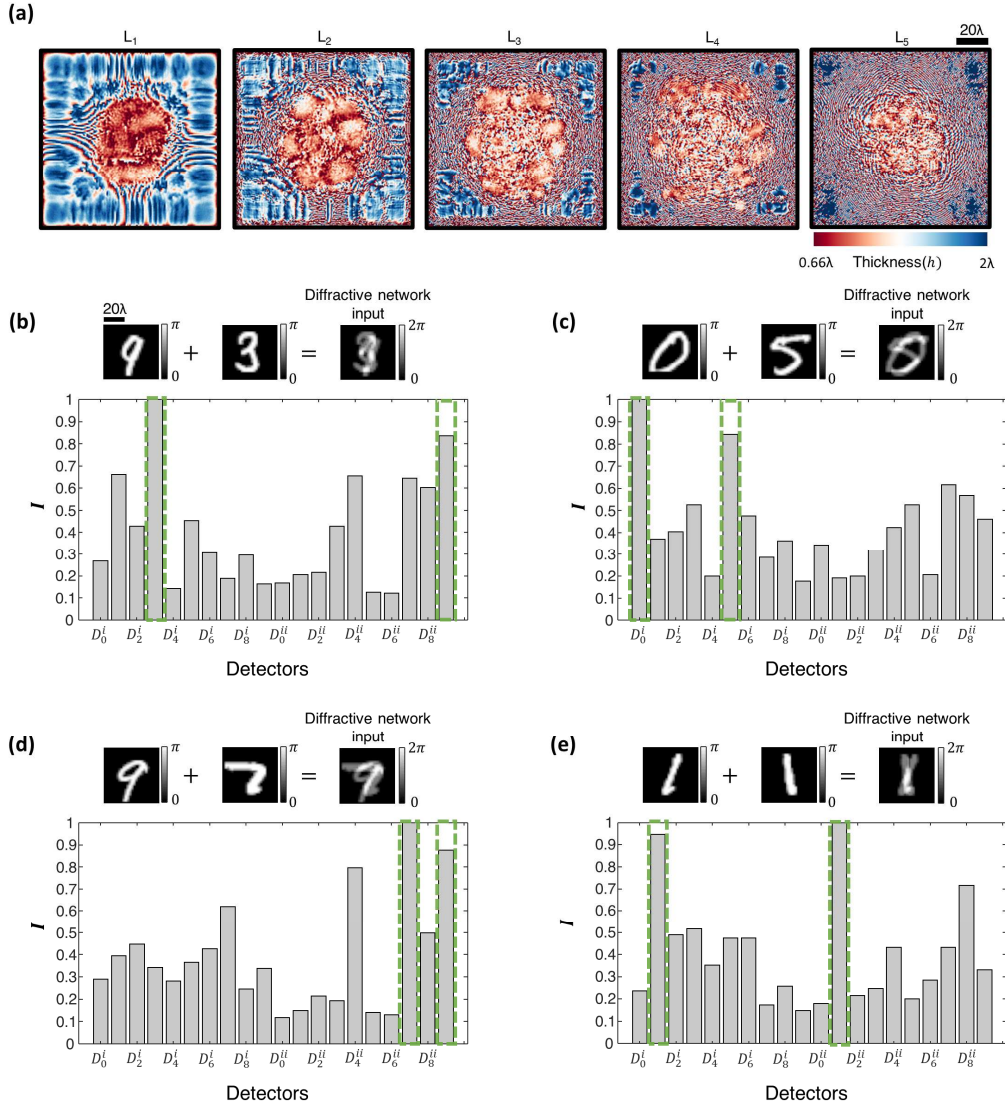 (a)
L₁ L₂ L₃ L₄ L₅ 20λ
0.66λ Thickness(h) 2λ
(b)
20λ
Diffractive network
input
π 0 + π 0 = 2π 0
1
0.9
0.8
0.7
0.6
0.5
0.4
0.3
0.2
0.1
0
I
D₀ⁱ D₂ⁱ D₄ⁱ D₆ⁱ D₈ⁱ D₀ⁱⁱ D₂ⁱⁱ D₄ⁱⁱ D₆ⁱⁱ D₈ⁱⁱ
Detectors
(c)
Diffractive network
input
π 0 + π 0 = 2π 0
1
0.9
0.8
0.7
0.6
0.5
0.4
0.3
0.2
0.1
0
I
D₀ⁱ D₂ⁱ D₄ⁱ D₆ⁱ D₈ⁱ D₀ⁱⁱ D₂ⁱⁱ D₄ⁱⁱ D₆ⁱⁱ D₈ⁱⁱ
Detectors
(d)
Diffractive network
input
π 0 + π 0 = 2π 0
1
0.9
0.8
0.7
0.6
0.5
0.4
0.3
0.2
0.1
0
I
D₀ⁱ D₂ⁱ D₄ⁱ D₆ⁱ D₈ⁱ D₀ⁱⁱ D₂ⁱⁱ D₄ⁱⁱ D₆ⁱⁱ D₈ⁱⁱ
Detectors
(e)
Diffractive network
input
π 0 + π 0 = 2π 0
1
0.9
0.8
0.7
0.6
0.5
0.4
0.3
0.2
0.1
0
I
D₀ⁱ D₂ⁱ D₄ⁱ D₆ⁱ D₈ⁱ D₀ⁱⁱ D₂ⁱⁱ D₄ⁱⁱ D₆ⁱⁱ D₈ⁱⁱ
Detectors